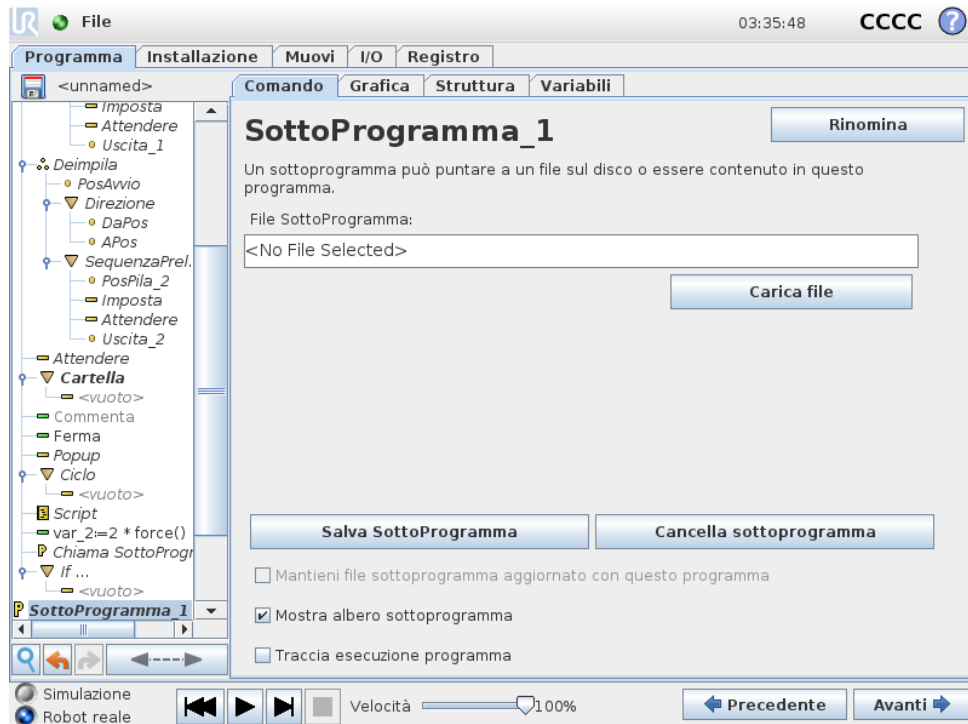 UR File 03:35:48 CCCC ?
Programma Installazione Muovi I/O Registro
<unnamed>
Comando Grafica Struttura Variabili
Imposta
Attendere
Uscita_1
Deimpila
PosAvvio
Direzione
DaPos
APos
SequenzaPrel.
PosPila_2
Imposta
Attendere
Uscita_2
Attendere
Cartella
<vuoto>
Commenta
Ferma
Popup
Ciclo
<vuoto>
Script
var_2:=2 * force()
Chiama SottoProgr
If ...
<vuoto>
SottoProgramma_1
SottoProgramma_1
Rinomina
Un sottoprogramma può puntare a un file sul disco o essere contenuto in questo
programma.
File SottoProgramma:
<No File Selected>
Carica file
Salva SottoProgramma Cancella sottoprogramma
Mantieni file sottoprogramma aggiornato con questo programma
Mostra albero sottoprogramma
Traccia esecuzione programma
Simulazione
Robot reale
Velocità 100%
Precedente Avanti